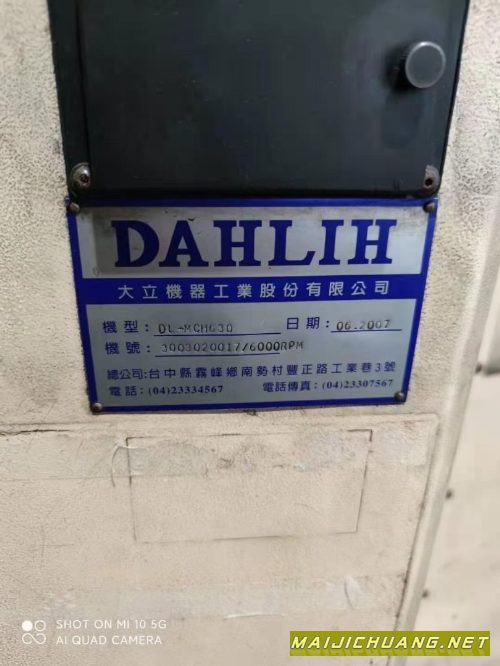 DAHLIH
大立機器工業股份有限公司
機型: DL-MCH630 日期: 06.2007
機號: 3003020017/6000RPM
總公司:台中縣霧峰鄉南勢村豐正路工業巷3號
電話:(04)23334567 電話傳真:(04)23307567
SHOT ON MI 10 5G
AI QUAD CAMERA
MAIJICHUANG.NET